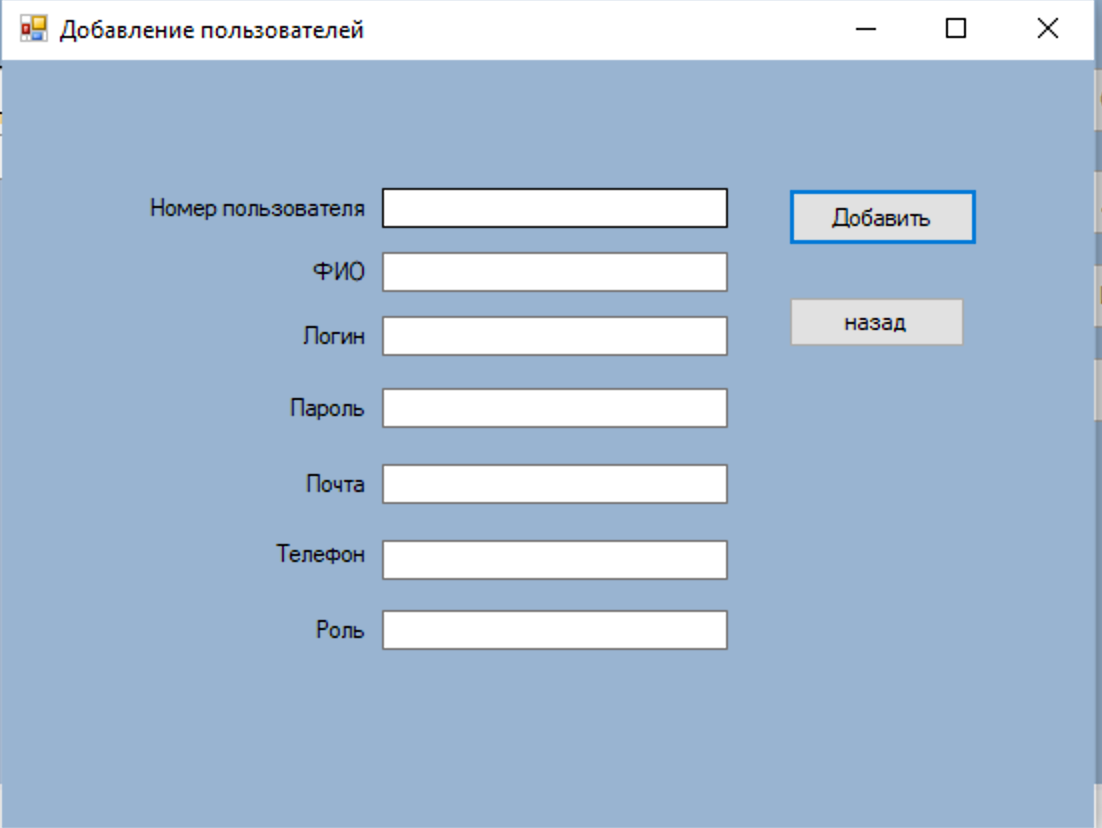 Добавление пользователей
Номер пользователя
Добавить
ФИО
назад
Логин
Пароль
Почта
Телефон
Роль